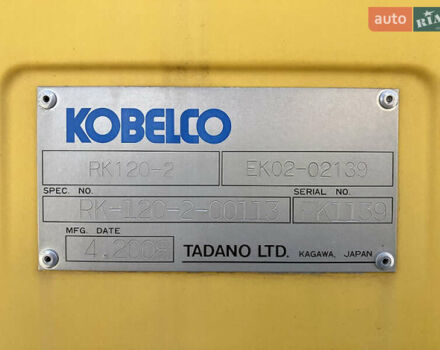 auto RIA
KOBELCO
RK120-2 EK02-02139
SPEC. NO. SERIAL NO.
RK-120-2-00113
MFG. DATE
4.2008 TADANO LTD. KAGAWA, JAPAN